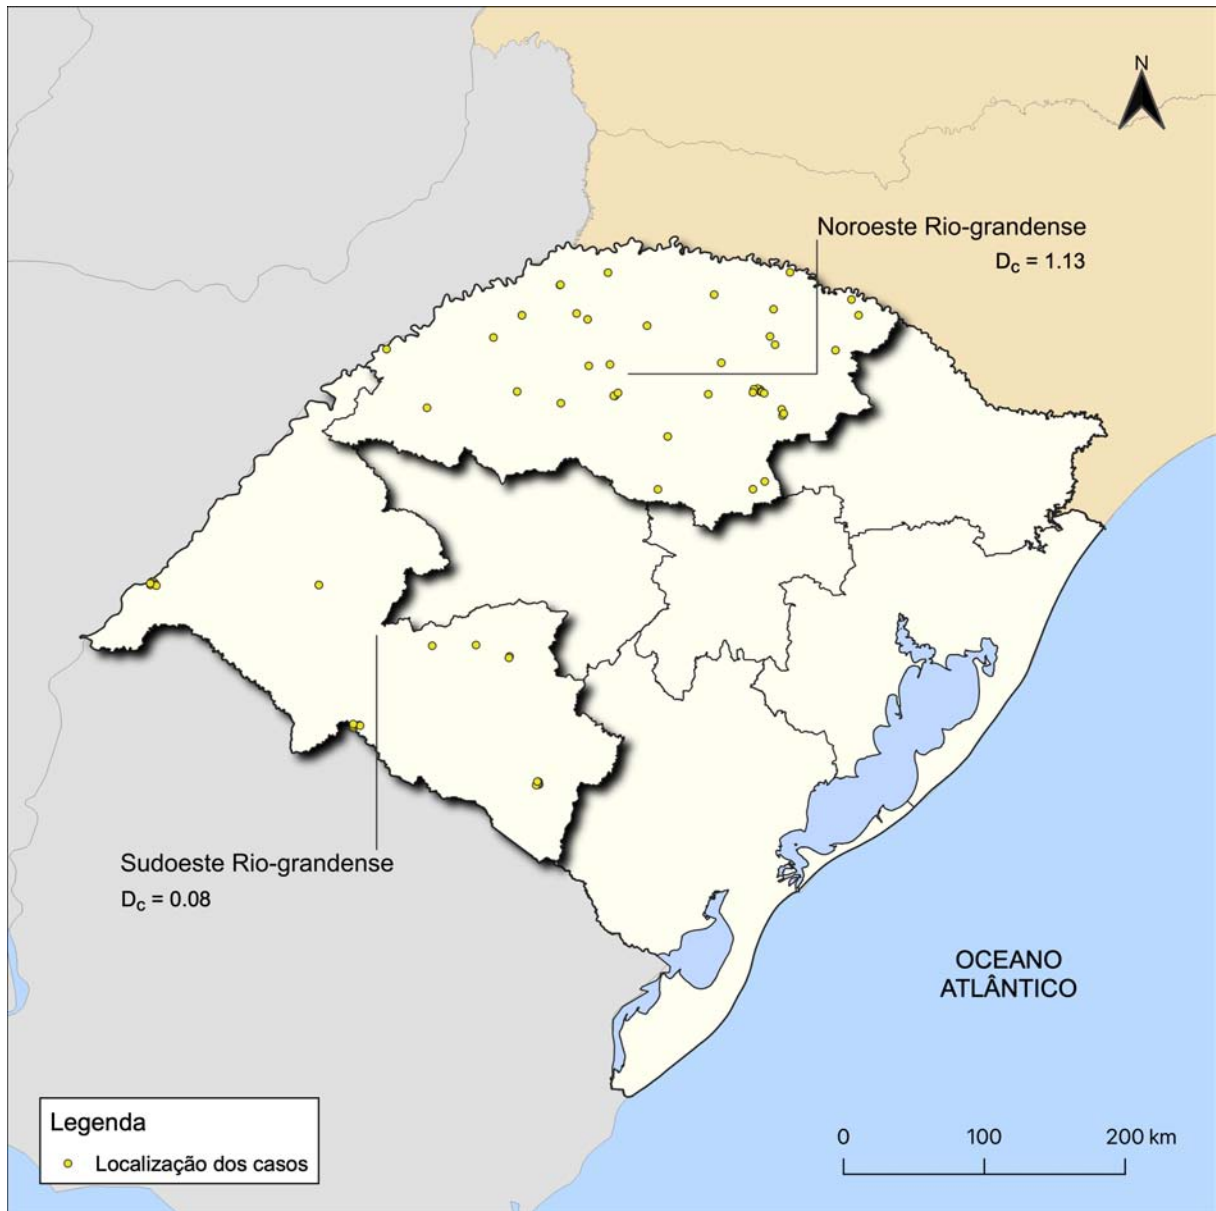 N
Noroeste Rio-grandense
Dc = 1.13
Sudoeste Rio-grandense
Dc = 0.08
OCEANO
ATLÂNTICO
Legenda
Localização dos casos
0 100 200 km